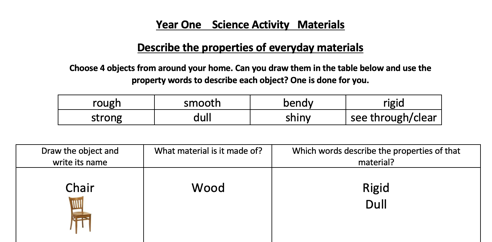 Year One Science Activity Materials
Describe the properties of everyday materials
Choose 4 objects from around your home. Can you draw them in the table below and use the
property words to describe each object? One is done for you.
rough smooth bendy rigid
strong dull shiny see through/clear
Draw the object and What material is it made of? Which words describe the properties of that
write its name material?
Chair Wood Rigid
Dull